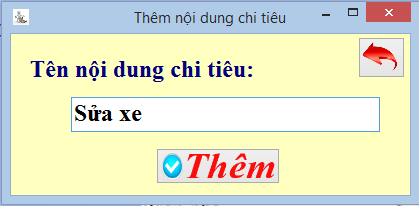 Thêm nội dung chi tiêu
Tên nội dung chi tiêu:
Sửa xe
Thêm